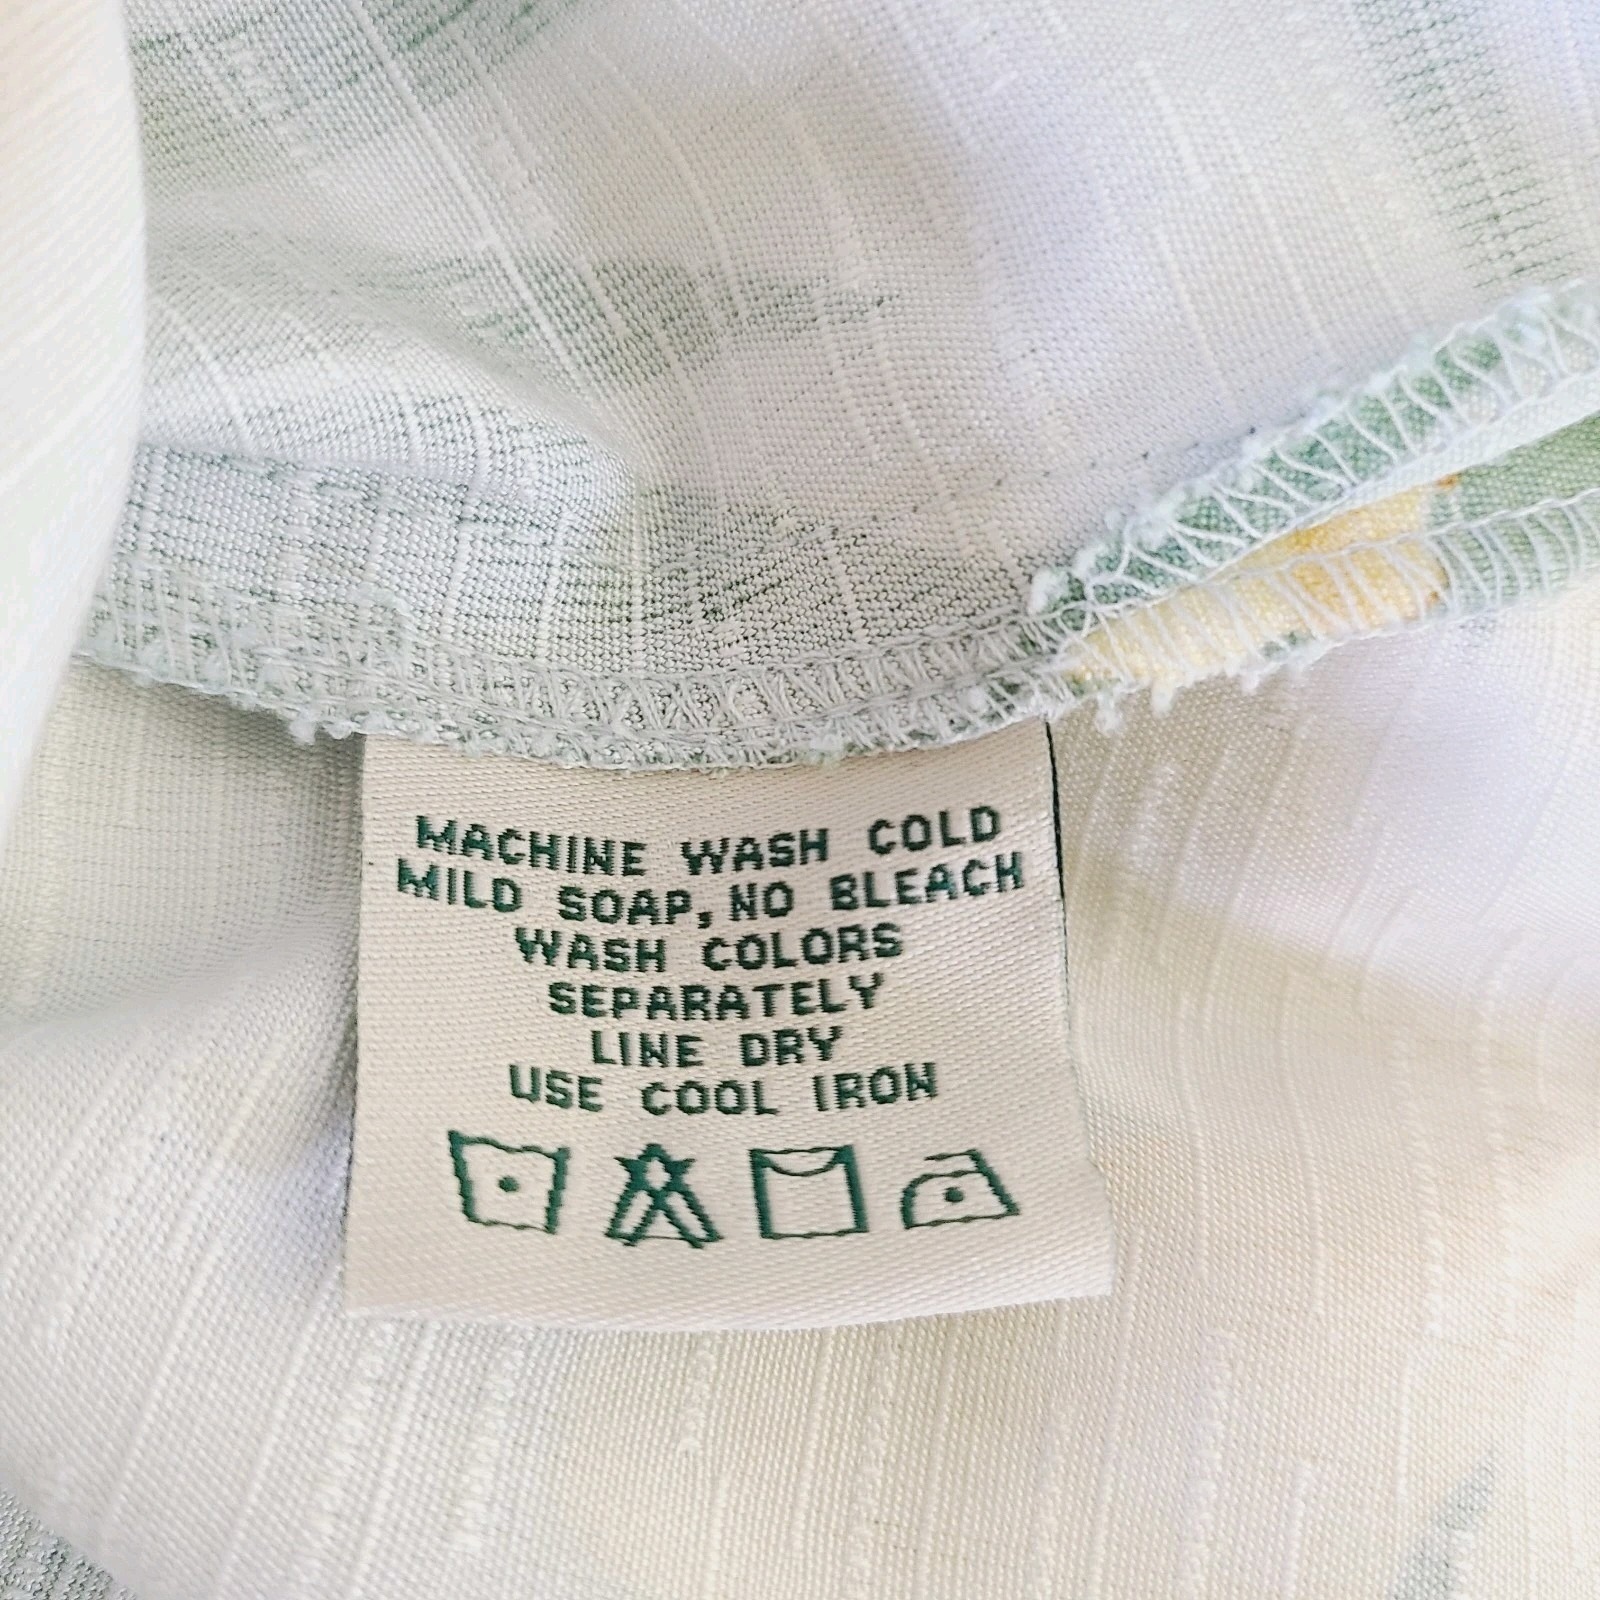 MACHINE WASH COLD
MILD SOAP, NO BLEACH
WASH COLORS
SEPARATELY
LINE DRY
USE COOL IRON